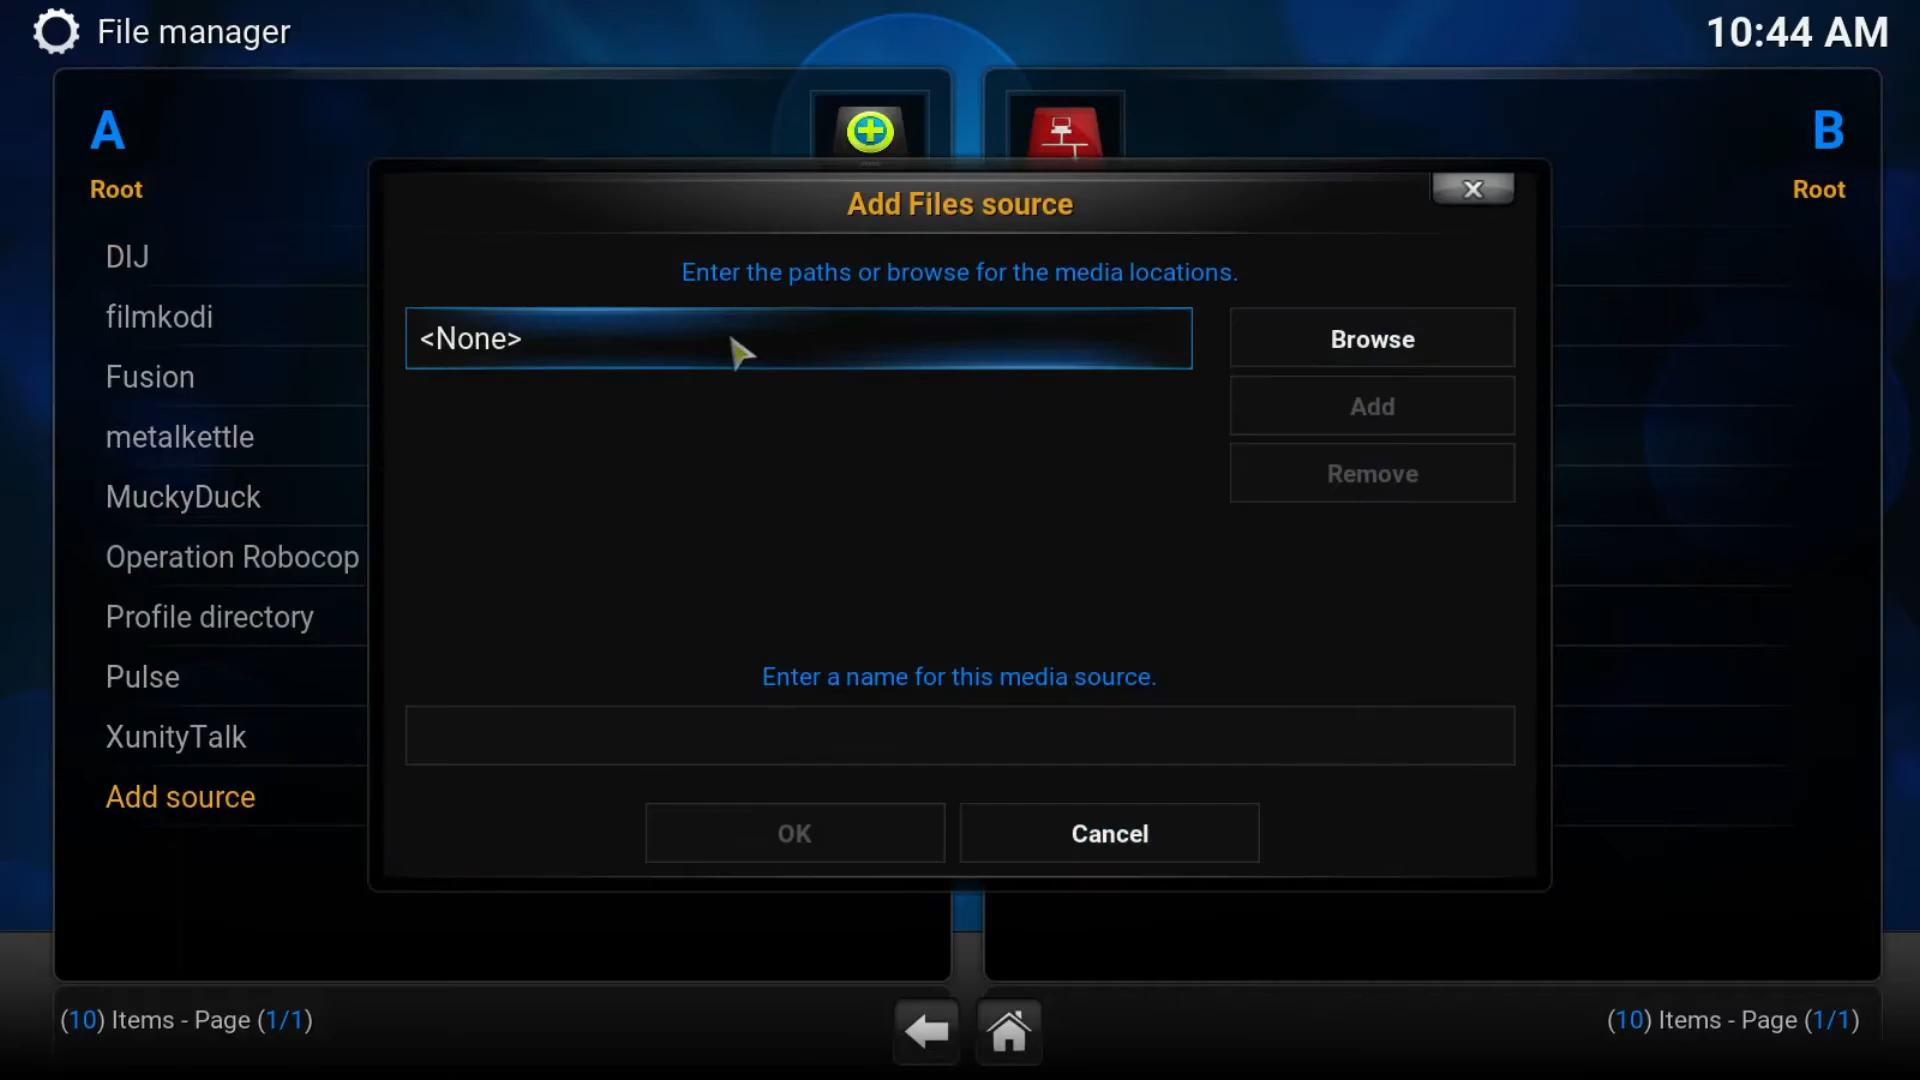 File manager
10:44 AM
A
B
Root
Root
Add Files source
X
Enter the paths or browse for the media locations.
<None>
Browse
Add
Remove
DIJ
filmkodi
Fusion
metalkettle
MuckyDuck
Operation Robocop
Profile directory
Pulse
XunityTalk
Add source
Enter a name for this media source.
OK
Cancel
(10) Items - Page (1/1)
(10) Items - Page (1/1)